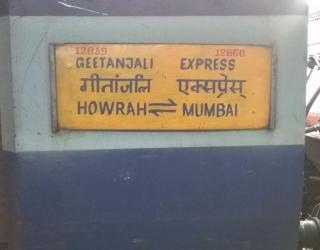 12859 12860
GEETANJALI EXPRESS
गीतांजलि एक्सप्रेस्
HOWRAH ⇌ MUMBAI